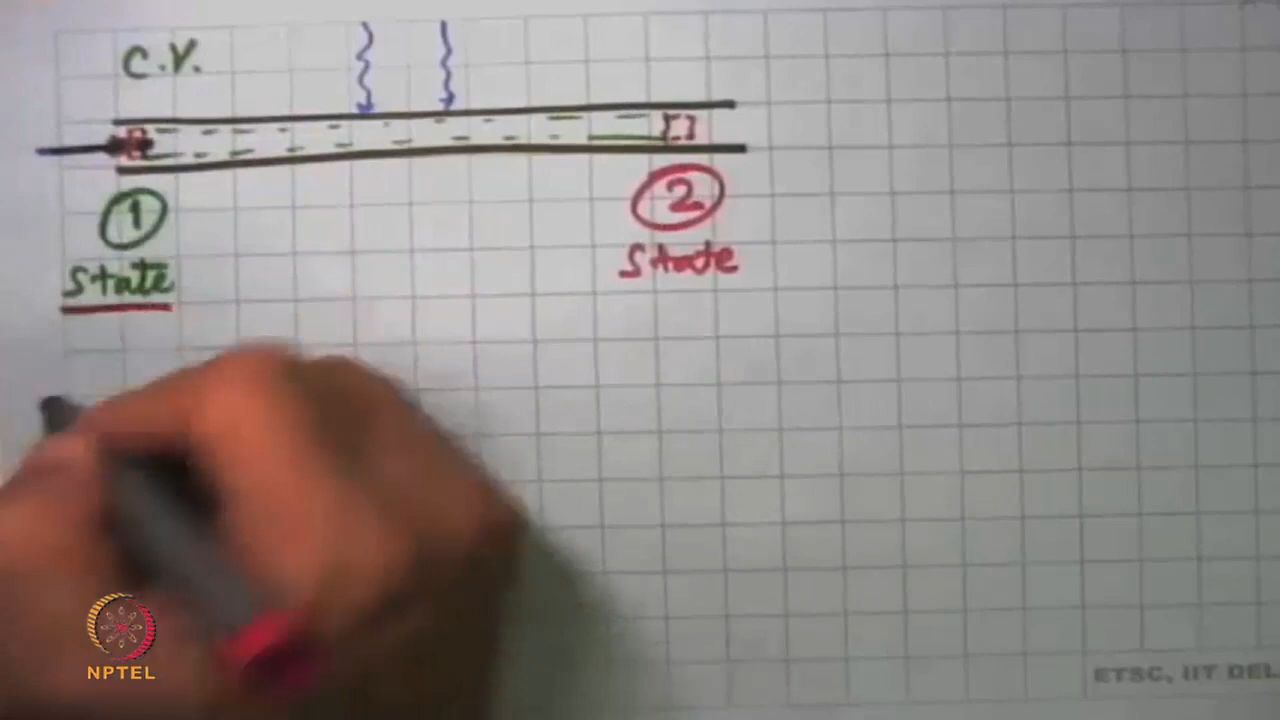 C.V.
1
2
State
State
NPTEL
ETSC, IIT DEL